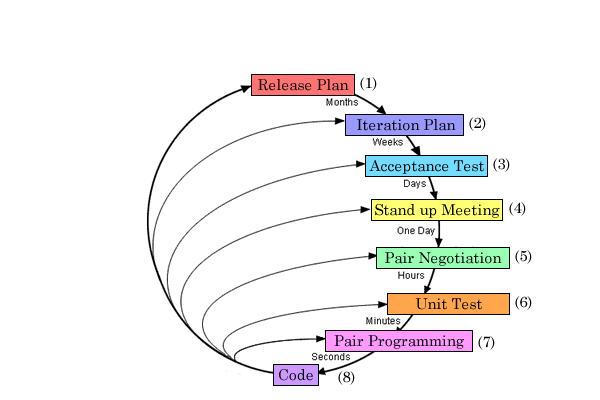 Release Plan (1)
Months
Iteration Plan (2)
Weeks
Acceptance Test (3)
Days
Stand up Meeting (4)
One Day
Pair Negotiation (5)
Hours
Unit Test (6)
Minutes
Pair Programming (7)
Seconds
Code (8)